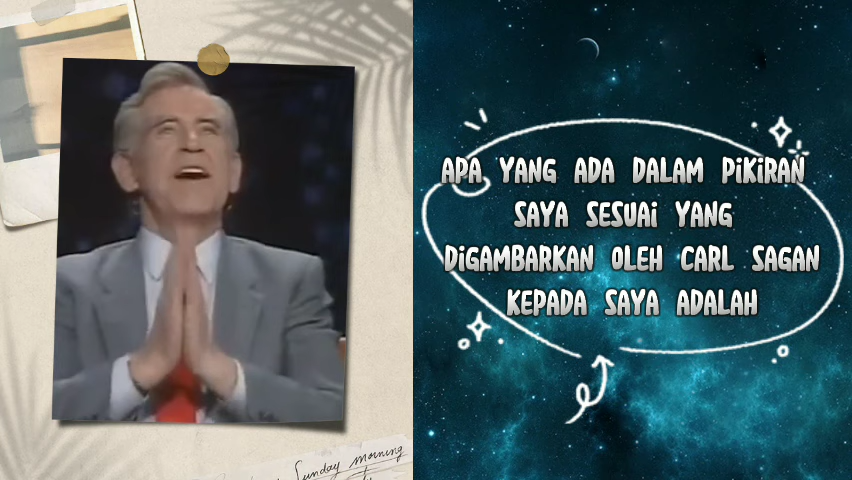 Sunday morning
APA YANG ADA DALAM PiKiRAN
SAYA SESUAi YANG
DiGAMBARKAN OLEH CARL SAGAN
KEPADA SAYA ADALAH